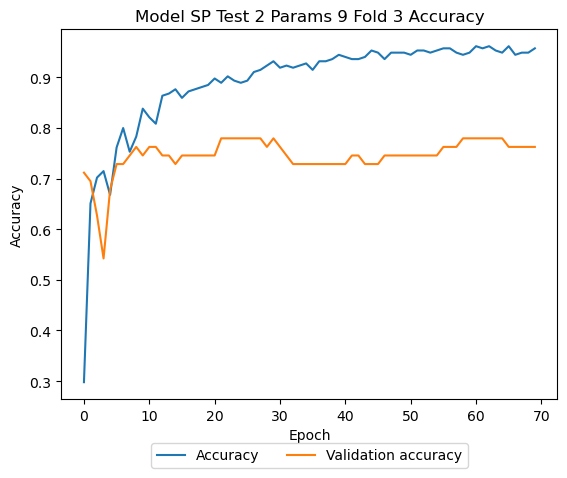 Model SP Test 2 Params 9 Fold 3 Accuracy
0.9
0.8
0.7
0.6
0.5
0.4
0.3
Accuracy
0 10 20 30 40 50 60 70
Epoch
Accuracy Validation accuracy